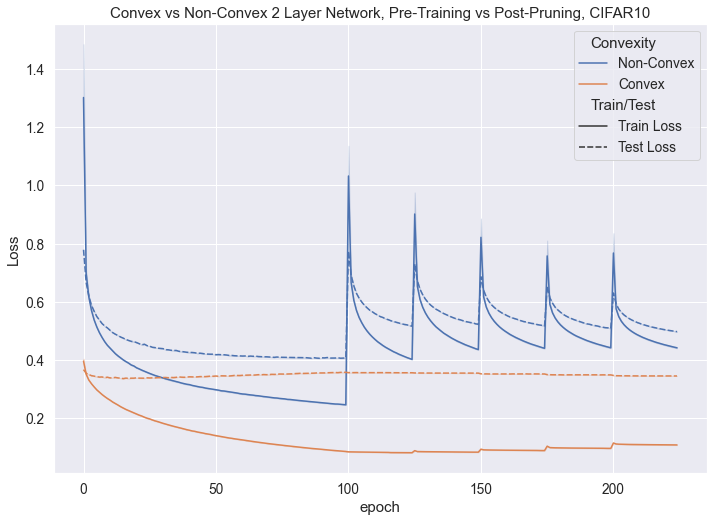 Convex vs Non-Convex 2 Layer Network, Pre-Training vs Post-Pruning, CIFAR10
Convexity
Non-Convex
Convex
Train/Test
Train Loss
Test Loss
Loss
1.4
1.2
1.0
0.8
0.6
0.4
0.2
0
50
100
150
200
epoch